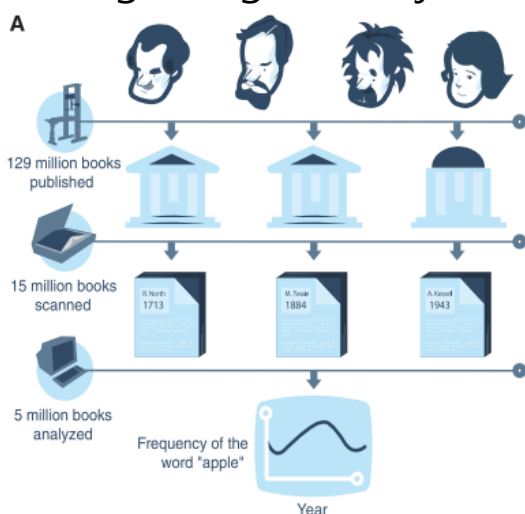 A
129 million books
published
15 million books
scanned
R. North
1713
M. Twain
1884
A. Kessell
1943
5 million books
analyzed
Frequency of the
word "apple"
Year